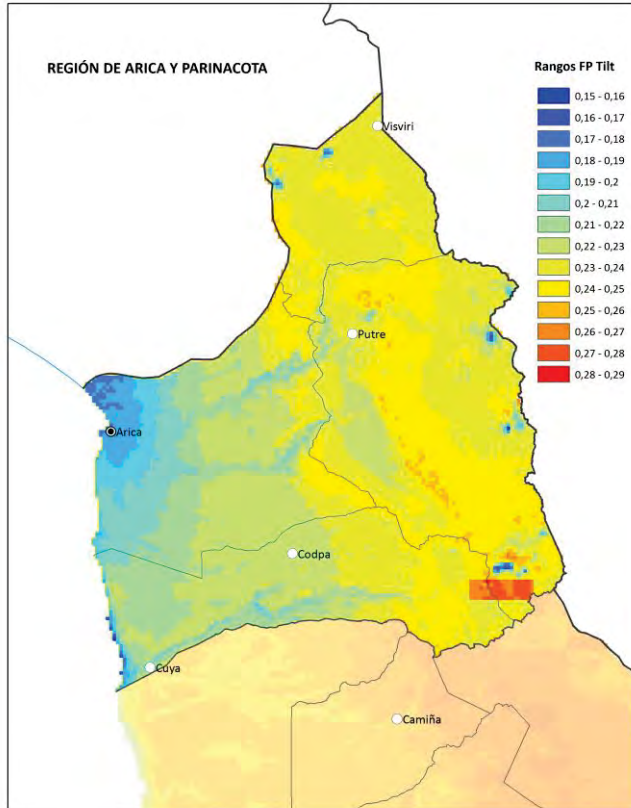 REGIÓN DE ARICA Y PARINACOTA
Rangos FP Tilt
0,15 - 0,16
0,16 - 0,17
0,17 - 0,18
0,18 - 0,19
0,19 - 0,2
0,2 - 0,21
0,21 - 0,22
0,22 - 0,23
0,23 - 0,24
0,24 - 0,25
0,25 - 0,26
0,26 - 0,27
0,27 - 0,28
0,28 - 0,29
Visviri
Putre
Arica
Codpa
Cuya
Camiña